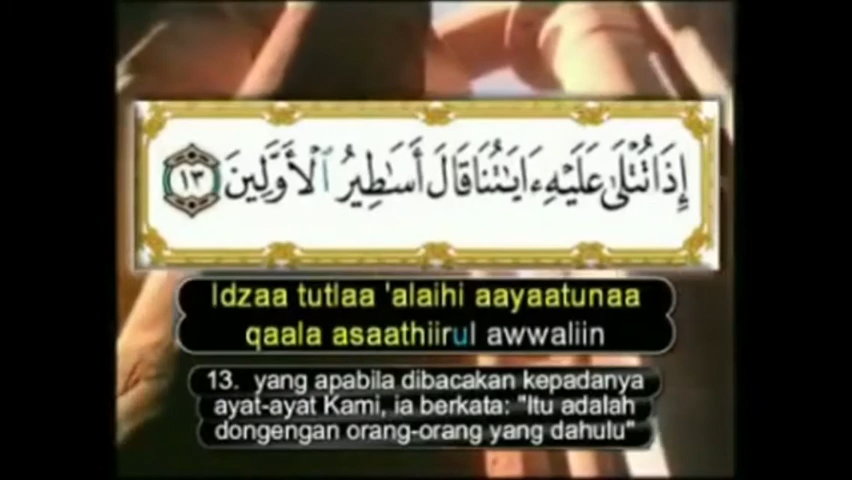 إِذَا تُتْلَىٰ عَلَيْهِ ءَايَـٰتُنَا قَالَ أَسَـٰطِيرُ ٱلْأَوَّلِينَ ١٣
Idzaa tutlaa 'alaihi aayaatunaa
qaala asaathiirul awwaliin
13. yang apabila dibacakan kepadanya
ayat-ayat Kami, ia berkata: "Itu adalah
dongengan orang-orang yang dahulu"